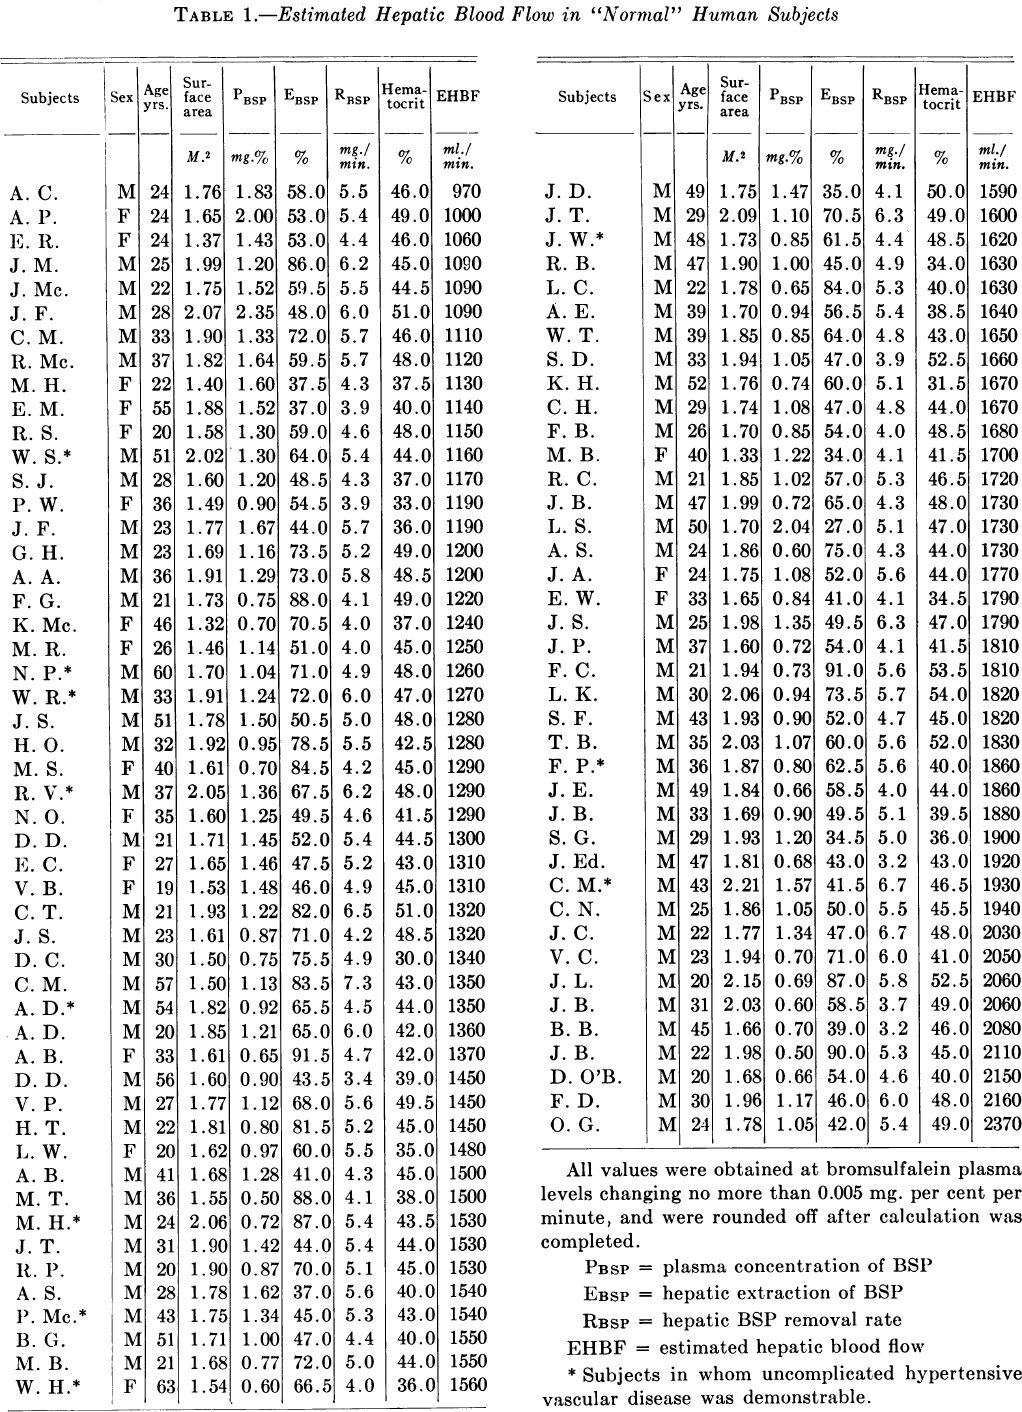 TABLE 1.—Estimated Hepatic Blood Flow in “Normal” Human Subjects
Subjects Sex Age yrs. Sur-face area PBSP EBSP RBSP Hema-tocrit EHBF
M.² mg.% % mg./min. % ml./min.
A. C. M 24 1.76 1.83 58.0 5.5 46.0 970
A. P. F 24 1.65 2.00 53.0 5.4 49.0 1000
E. R. F 24 1.37 1.43 53.0 4.4 46.0 1060
J. M. M 25 1.99 1.20 86.0 6.2 45.0 1090
J. Mc. M 22 1.75 1.52 59.5 5.5 44.5 1090
J. F. M 28 2.07 2.35 48.0 6.0 51.0 1090
C. M. M 33 1.90 1.33 72.0 5.7 46.0 1110
R. Mc. M 37 1.82 1.64 59.5 5.7 48.0 1120
M. H. F 22 1.40 1.60 37.5 4.3 37.5 1130
E. M. F 55 1.88 1.52 37.0 3.9 40.0 1140
R. S. F 20 1.58 1.30 59.0 4.6 48.0 1150
W. S.* M 51 2.02 1.30 64.0 5.4 44.0 1160
S. J. M 28 1.60 1.20 48.5 4.3 37.0 1170
P. W. F 36 1.49 0.90 54.5 3.9 33.0 1190
J. F. M 23 1.77 1.67 44.0 5.7 36.0 1190
G. H. M 23 1.69 1.16 73.5 5.2 49.0 1200
A. A. M 36 1.91 1.29 73.0 5.8 48.5 1200
F. G. M 21 1.73 0.75 88.0 4.1 49.0 1220
K. Mc. F 46 1.32 0.70 70.5 4.0 37.0 1240
M. R. F 26 1.46 1.14 51.0 4.0 45.0 1250
N. P.* M 60 1.70 1.04 71.0 4.9 48.0 1260
W. R.* M 33 1.91 1.24 72.0 6.0 47.0 1270
J. S. M 51 1.78 1.50 50.5 5.0 48.0 1280
H. O. M 32 1.92 0.95 78.5 5.5 42.5 1280
M. S. F 40 1.61 0.70 84.5 4.2 45.0 1290
R. V.* M 37 2.05 1.36 67.5 6.2 48.0 1290
N. O. F 35 1.60 1.25 49.5 4.6 41.5 1290
D. D. M 21 1.71 1.45 52.0 5.4 44.5 1300
E. C. F 27 1.65 1.46 47.5 5.2 43.0 1310
V. B. F 19 1.53 1.48 46.0 4.9 45.0 1310
C. T. M 21 1.93 1.22 82.0 6.5 51.0 1320
J. S. M 23 1.61 0.87 71.0 4.2 48.5 1320
D. C. M 30 1.50 0.75 75.5 4.9 30.0 1340
C. M. M 57 1.50 1.13 83.5 7.3 43.0 1350
A. D.* M 54 1.82 0.92 65.5 4.5 44.0 1350
A. D. M 20 1.85 1.21 65.0 6.0 42.0 1360
A. B. F 33 1.61 0.65 91.5 4.7 42.0 1370
D. D. M 56 1.60 0.90 43.5 3.4 39.0 1450
V. P. M 27 1.77 1.12 68.0 5.6 49.5 1450
H. T. M 22 1.81 0.80 81.5 5.2 45.0 1450
L. W. F 20 1.62 0.97 60.0 5.5 35.0 1480
A. B. M 41 1.68 1.28 41.0 4.3 45.0 1500
M. T. M 36 1.55 0.50 88.0 4.1 38.0 1500
M. H.* M 24 2.06 0.72 87.0 5.4 43.5 1530
J. T. M 31 1.90 1.42 44.0 5.4 44.0 1530
R. P. M 20 1.90 0.87 70.0 5.1 45.0 1530
A. S. M 28 1.78 1.62 37.0 5.6 40.0 1540
P. Mc.* M 43 1.75 1.34 45.0 5.3 43.0 1540
B. G. M 51 1.71 1.00 47.0 4.4 40.0 1550
M. B. M 21 1.68 0.77 72.0 5.0 44.0 1550
W. H.* F 63 1.54 0.60 66.5 4.0 36.0 1560
Subjects Sex Age yrs. Sur-face area PBSP EBSP RBSP Hema-tocrit EHBF
M.² mg.% % mg./min. % ml./min.
J. D. M 49 1.75 1.47 35.0 4.1 50.0 1590
J. T. M 29 2.09 1.10 70.5 6.3 49.0 1600
J. W.* M 48 1.73 0.85 61.5 4.4 48.5 1620
R. B. M 47 1.90 1.00 45.0 4.9 34.0 1630
L. C. M 22 1.78 0.65 84.0 5.3 40.0 1630
A. E. M 39 1.70 0.94 56.5 5.4 38.5 1640
W. T. M 39 1.85 0.85 64.0 4.8 43.0 1650
S. D. M 33 1.94 1.05 47.0 3.9 52.5 1660
K. H. M 52 1.76 0.74 60.0 5.1 31.5 1670
C. H. M 29 1.74 1.08 47.0 4.8 44.0 1670
F. B. M 26 1.70 0.85 54.0 4.0 48.5 1680
M. B. F 40 1.33 1.22 34.0 4.1 41.5 1700
R. C. M 21 1.85 1.02 57.0 5.3 46.5 1720
J. B. M 47 1.99 0.72 65.0 4.3 48.0 1730
L. S. M 50 1.70 2.04 27.0 5.1 47.0 1730
A. S. M 24 1.86 0.60 75.0 4.3 44.0 1730
J. A. F 24 1.75 1.08 52.0 5.6 44.0 1770
E. W. F 33 1.65 0.84 41.0 4.1 34.5 1790
J. S. M 25 1.98 1.35 49.5 6.3 47.0 1790
J. P. M 37 1.60 0.72 54.0 4.1 41.5 1810
F. C. M 21 1.94 0.73 91.0 5.6 53.5 1810
L. K. M 30 2.06 0.94 73.5 5.7 54.0 1820
S. F. M 43 1.93 0.90 52.0 4.7 45.0 1820
T. B. M 35 2.03 1.07 60.0 5.6 52.0 1830
F. P.* M 36 1.87 0.80 62.5 5.6 40.0 1860
J. E. M 49 1.84 0.66 58.5 4.0 44.0 1860
J. B. M 33 1.69 0.90 49.5 5.1 39.5 1880
S. G. M 29 1.93 1.20 34.5 5.0 36.0 1900
J. Ed. M 47 1.81 0.68 43.0 3.2 43.0 1920
C. M.* M 43 2.21 1.57 41.5 6.7 46.5 1930
C. N. M 25 1.86 1.05 50.0 5.5 45.5 1940
J. C. M 22 1.77 1.34 47.0 6.7 48.0 2030
V. C. M 23 1.94 0.70 71.0 6.0 41.0 2050
J. L. M 20 2.15 0.69 87.0 5.8 52.5 2060
J. B. M 31 2.03 0.60 58.5 3.7 49.0 2060
B. B. M 45 1.66 0.70 39.0 3.2 46.0 2080
J. B. M 22 1.98 0.50 90.0 5.3 45.0 2110
D. O’B. M 20 1.68 0.66 54.0 4.6 40.0 2150
F. D. M 30 1.96 1.17 46.0 6.0 48.0 2160
O. G. M 24 1.78 1.05 42.0 5.4 49.0 2370
All values were obtained at bromsulfalein plasma
levels changing no more than 0.005 mg. per cent per
minute, and were rounded off after calculation was
completed.
PBSP = plasma concentration of BSP
EBSP = hepatic extraction of BSP
RBSP = hepatic BSP removal rate
EHBF = estimated hepatic blood flow
* Subjects in whom uncomplicated hypertensive
vascular disease was demonstrable.